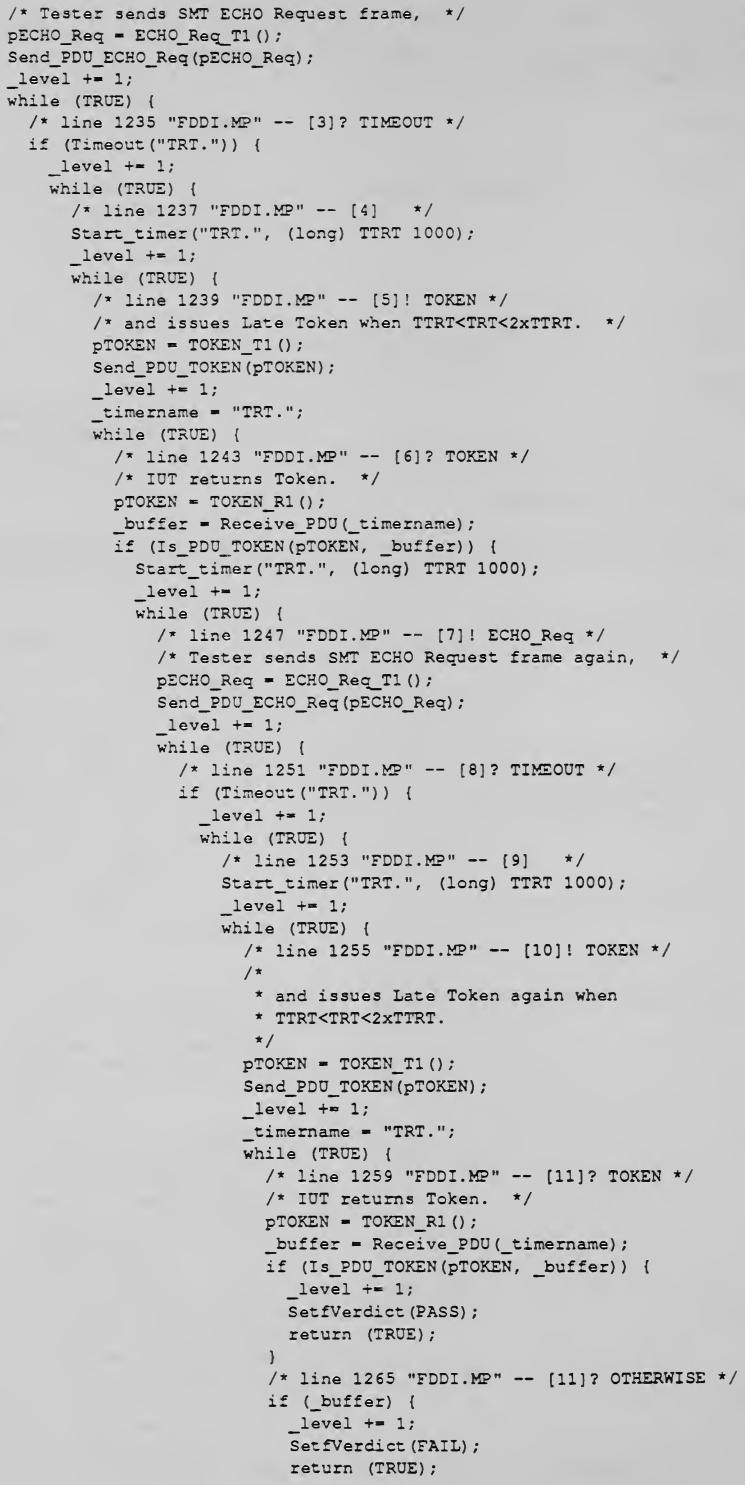 /* Tester sends SMT ECHO Request frame,  */
pECHO_Req = ECHO_Req_T1();
Send_PDU_ECHO_Req(pECHO_Req);
_level += 1;
while (TRUE) {
  /* line 1235 "FDDI.MP" -- [3]? TIMEOUT */
  if (Timeout("TRT.")) {
    _level += 1;
    while (TRUE) {
      /* line 1237 "FDDI.MP" -- [4]   */
      Start_timer("TRT.", (long) TTRT 1000);
      _level += 1;
      while (TRUE) {
        /* line 1239 "FDDI.MP" -- [5]! TOKEN */
        /* and issues Late Token when TTRT<TRT<2xTTRT.  */
        pTOKEN = TOKEN_T1();
        Send_PDU_TOKEN(pTOKEN);
        _level += 1;
        _timername = "TRT.";
        while (TRUE) {
          /* line 1243 "FDDI.MP" -- [6]? TOKEN */
          /* IUT returns Token.  */
          pTOKEN = TOKEN_R1();
          _buffer = Receive_PDU(_timername);
          if (Is_PDU_TOKEN(pTOKEN, _buffer)) {
            Start_timer("TRT.", (long) TTRT 1000);
            _level += 1;
            while (TRUE) {
              /* line 1247 "FDDI.MP" -- [7]! ECHO_Req */
              /* Tester sends SMT ECHO Request frame again,  */
              pECHO_Req = ECHO_Req_T1();
              Send_PDU_ECHO_Req(pECHO_Req);
              _level += 1;
              while (TRUE) {
                /* line 1251 "FDDI.MP" -- [8]? TIMEOUT */
                if (Timeout("TRT.")) {
                  _level += 1;
                  while (TRUE) {
                    /* line 1253 "FDDI.MP" -- [9]   */
                    Start_timer("TRT.", (long) TTRT 1000);
                    _level += 1;
                    while (TRUE) {
                      /* line 1255 "FDDI.MP" -- [10]! TOKEN */
                      /*
                       * and issues Late Token again when
                       * TTRT<TRT<2xTTRT.
                       */
                      pTOKEN = TOKEN_T1();
                      Send_PDU_TOKEN(pTOKEN);
                      _level += 1;
                      _timername = "TRT.";
                      while (TRUE) {
                        /* line 1259 "FDDI.MP" -- [11]? TOKEN */
                        /* IUT returns Token.  */
                        pTOKEN = TOKEN_R1();
                        _buffer = Receive_PDU(_timername);
                        if (Is_PDU_TOKEN(pTOKEN, _buffer)) {
                          _level += 1;
                          SetfVerdict(PASS);
                          return (TRUE);
                        }
                        /* line 1265 "FDDI.MP" -- [11]? OTHERWISE */
                        if (_buffer) {
                          _level += 1;
                          SetfVerdict(FAIL);
                          return (TRUE);